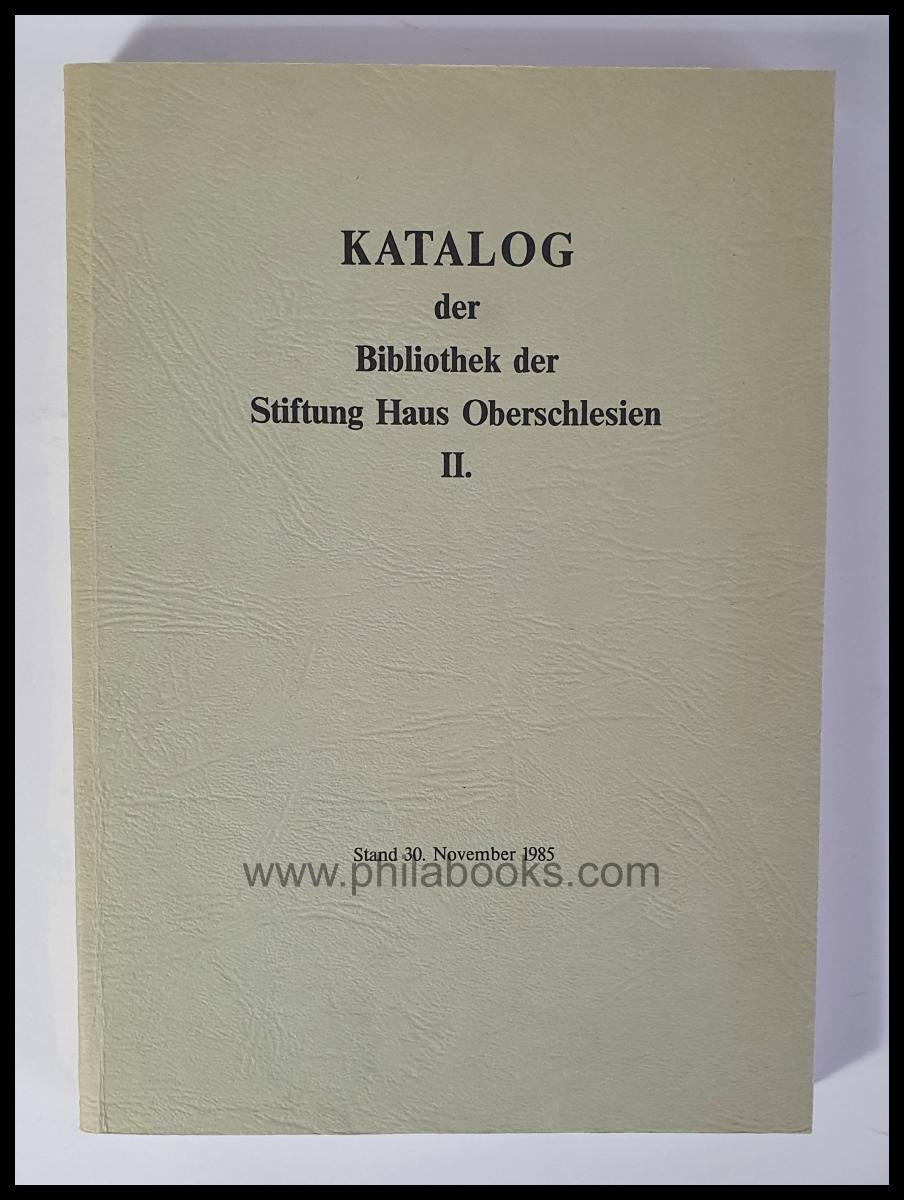 KATALOG
der
Bibliothek der
Stiftung Haus Oberschlesien
II.
Stand 30. November 1985
www.philabooks.com